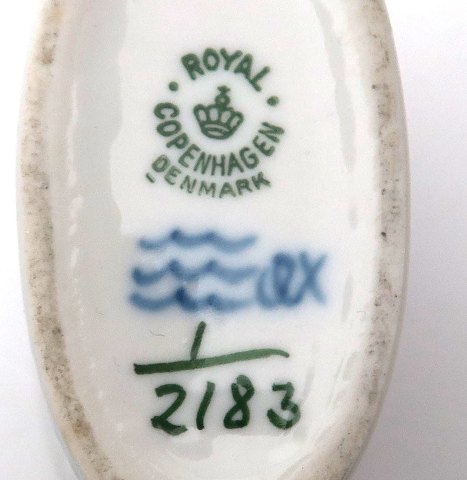 ROYAL
COPENHAGEN
DENMARK
1
2183